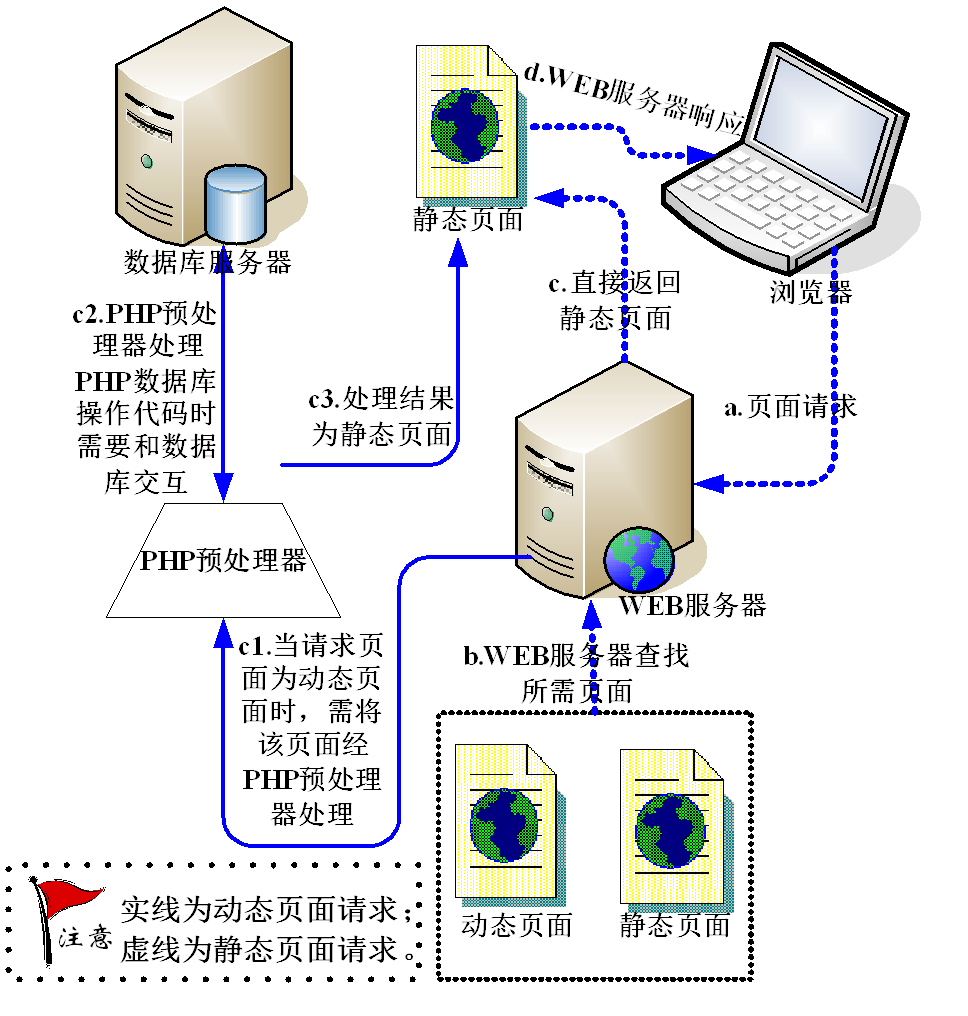 d.WEB服务器响应
静态页面
数据库服务器
浏览器
c2.PHP预处
理器处理
PHP数据库
操作代码时
需要和数据
库交互
c.直接返回
静态页面
c3.处理结果
为静态页面
a.页面请求
PHP预处理器
WEB服务器
c1.当请求页
面为动态页
面时，需将
该页面经
PHP预处理
器处理
b.WEB服务器查找
所需页面
动态页面
静态页面
注意
实线为动态页面请求；
虚线为静态页面请求。